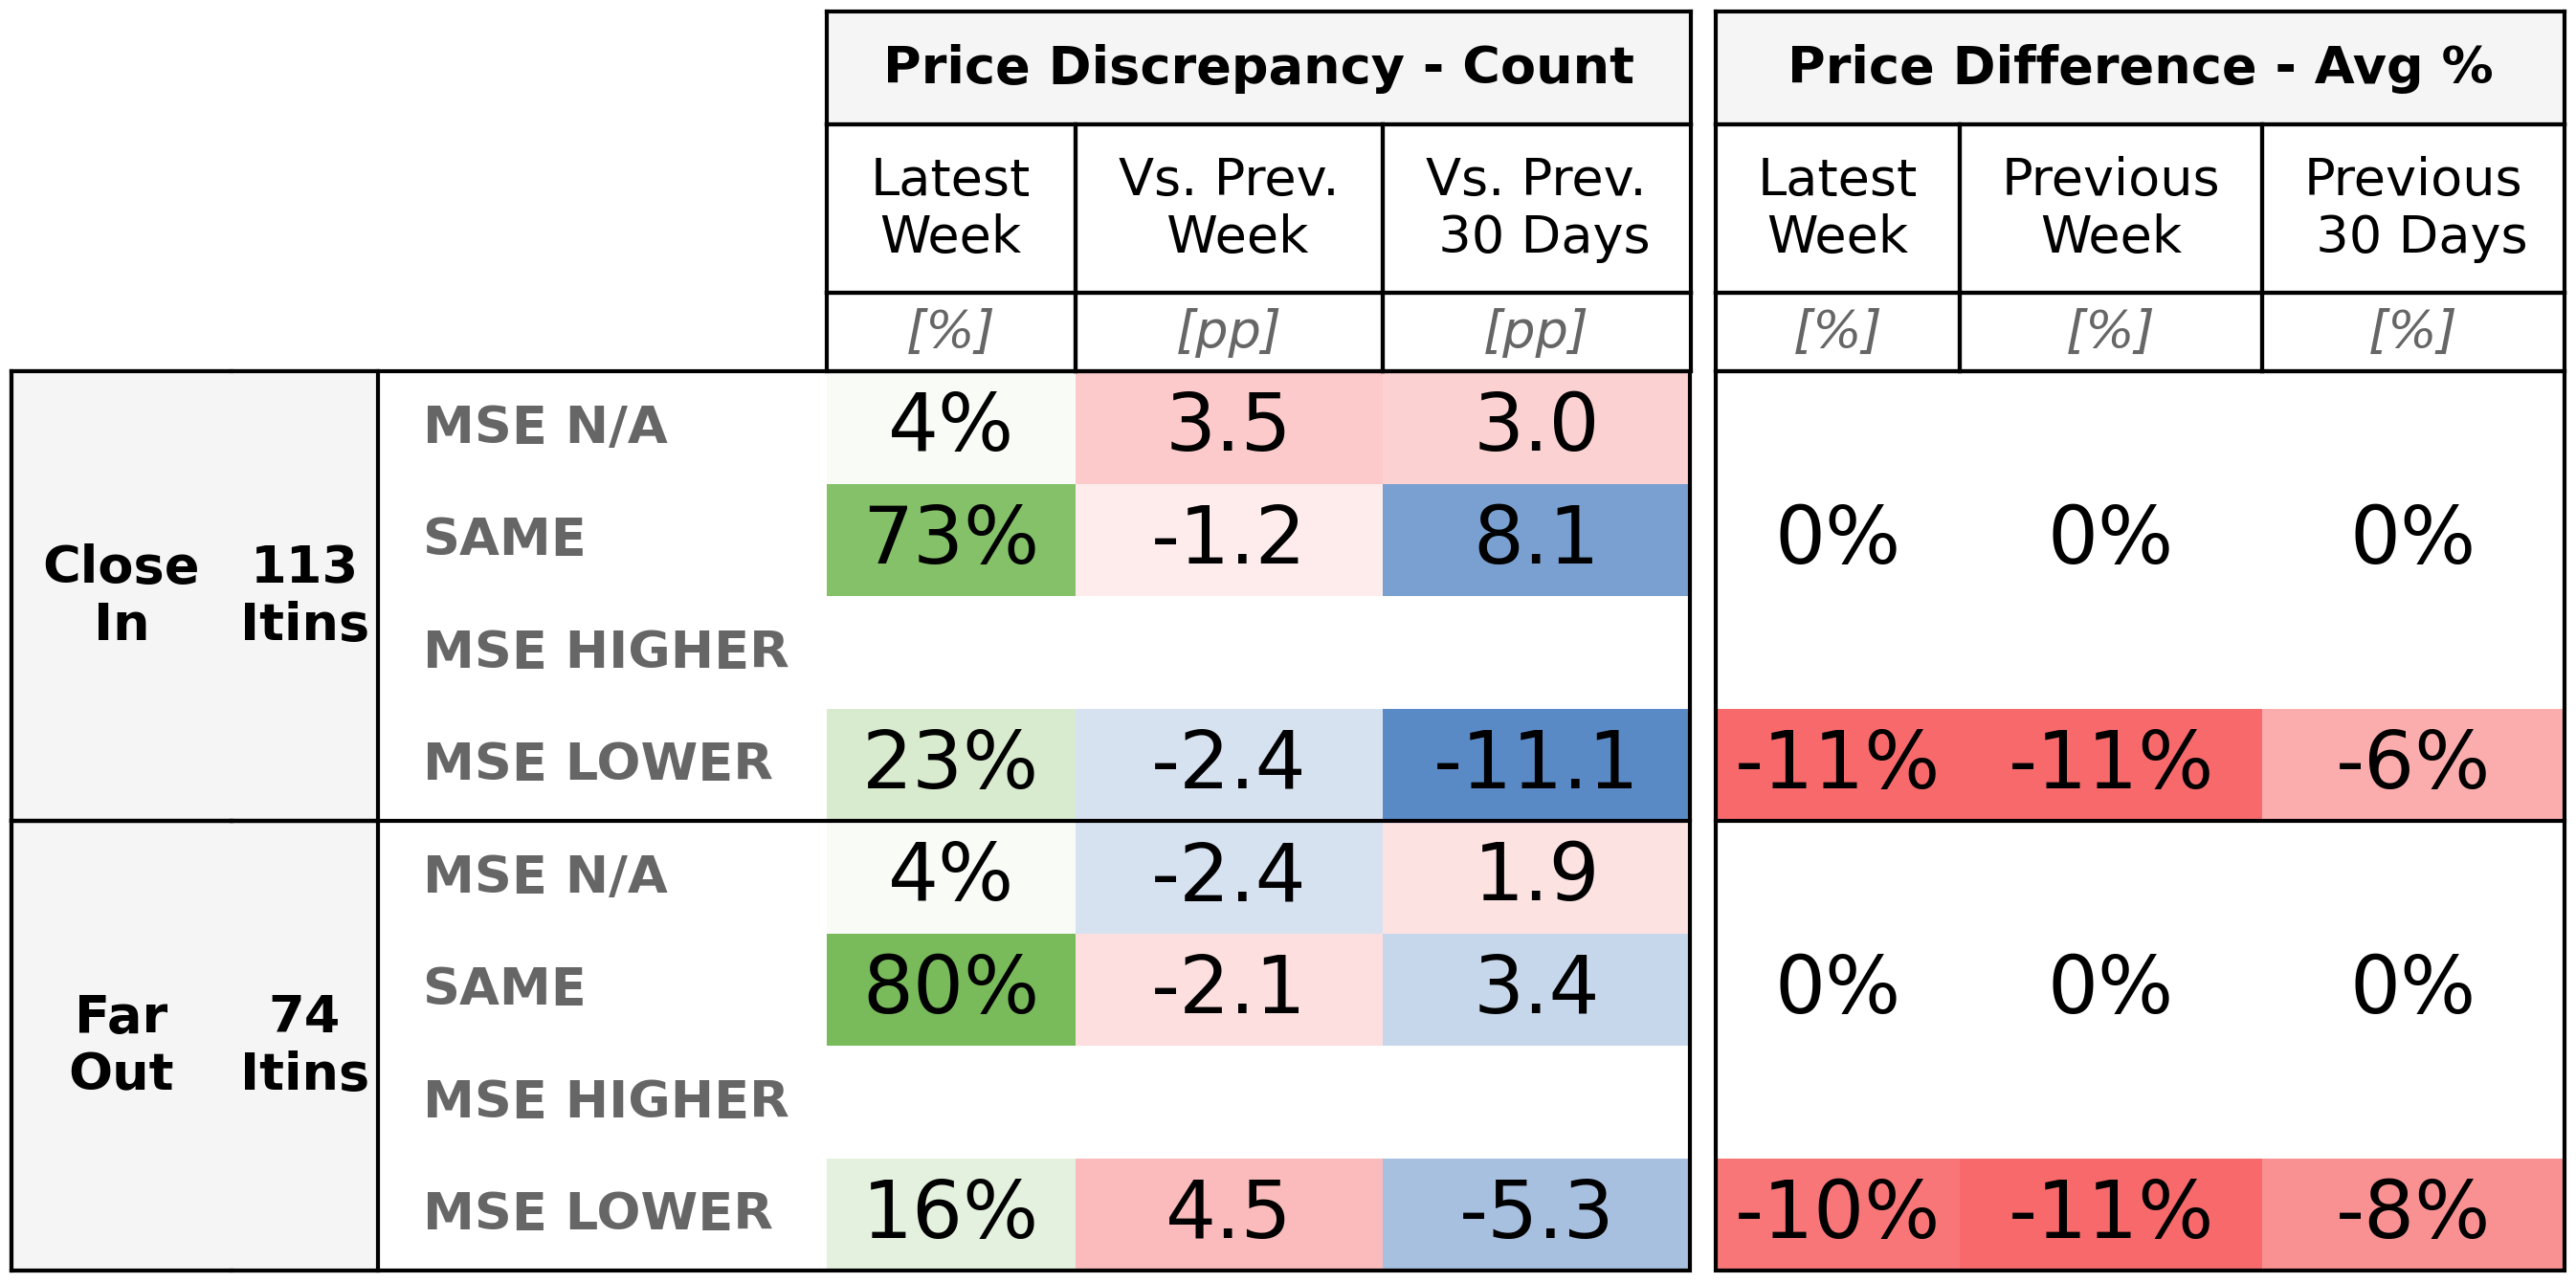 Price Discrepancy - Count Price Difference - Avg %
Latest Week Vs. Prev. Week Vs. Prev. 30 Days Latest Week Previous Week Previous 30 Days
[%] [pp] [pp] [%] [%] [%]
Close In 113 Itins
MSE N/A 4% 3.5 3.0
SAME 73% -1.2 8.1 0% 0% 0%
MSE HIGHER
MSE LOWER 23% -2.4 -11.1 -11% -11% -6%
Far Out 74 Itins
MSE N/A 4% -2.4 1.9
SAME 80% -2.1 3.4 0% 0% 0%
MSE HIGHER
MSE LOWER 16% 4.5 -5.3 -10% -11% -8%